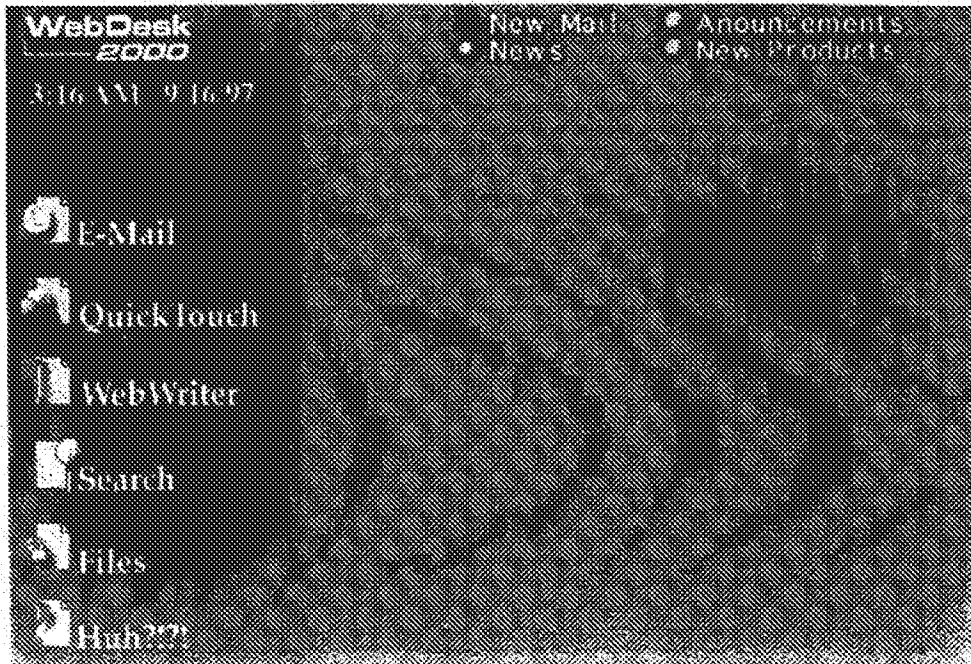 WebDesk
2000
New Mail
Anouncements
News
New Products
3:16 AM 9/16/97
E-Mail
QuickTouch
WebWriter
Search
Files
Huh?!?!